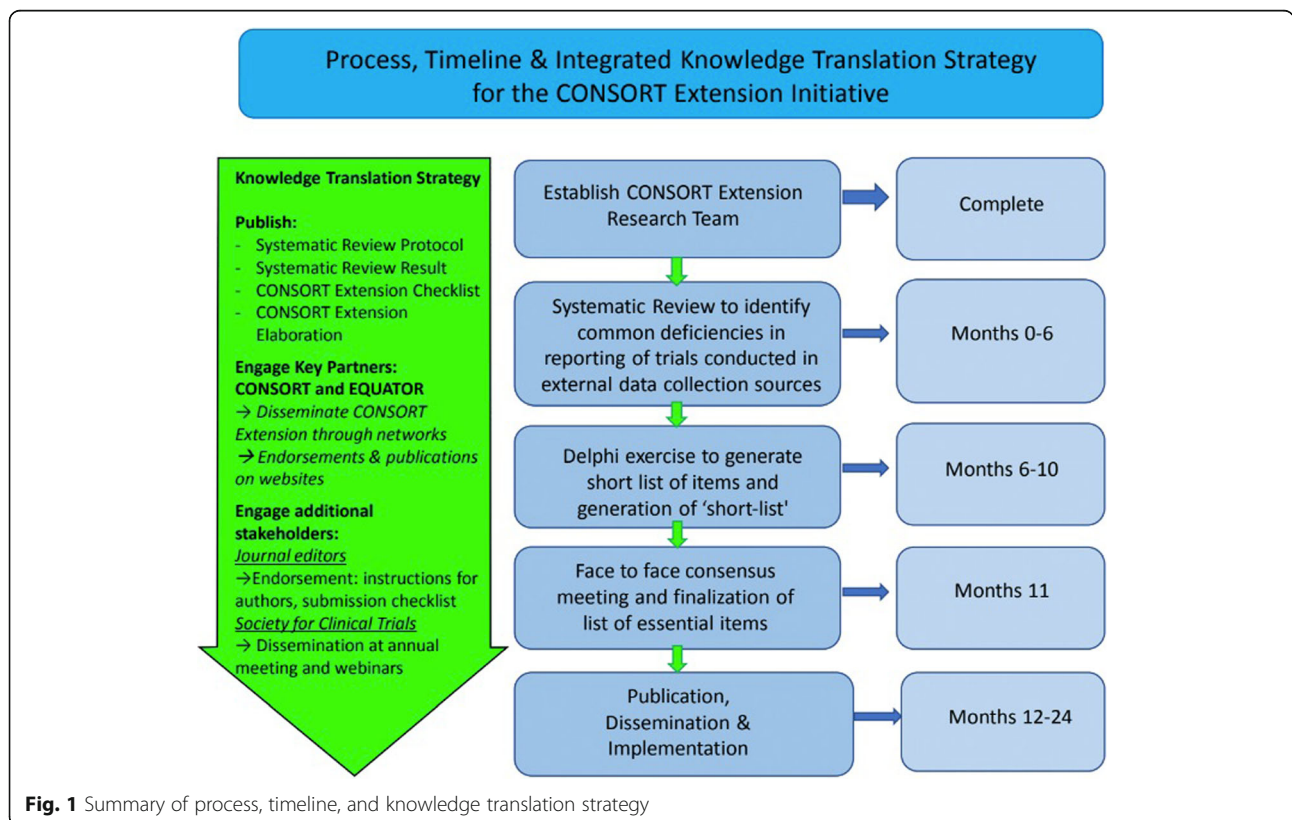 Process, Timeline & Integrated Knowledge Translation Strategy
for the CONSORT Extension Initiative
Knowledge Translation Strategy
Publish:
- Systematic Review Protocol
- Systematic Review Result
- CONSORT Extension Checklist
- CONSORT Extension
Elaboration
Engage Key Partners:
CONSORT and EQUATOR
→ Disemminate CONSORT
Extension through networks
→ Endorsements & publications
on websites
Engage additional
stakeholders:
Journal editors
→Endorsement: instructions for
authors, submission checklist
Society for Clinical Trials
→ Dissemination at annual
meeting and webinars
Establish CONSORT Extension
Research Team
Complete
Systematic Review to identify
common deficiencies in
reporting of trials conducted in
external data collection sources
Months 0-6
Delphi exercise to generate
short list of items and
generation of ‘short-list'
Months 6-10
Face to face consensus
meeting and finalization of
list of essential items
Months 11
Publication,
Dissemination &
Implementation
Months 12-24
Fig. 1 Summary of process, timeline, and knowledge translation strategy